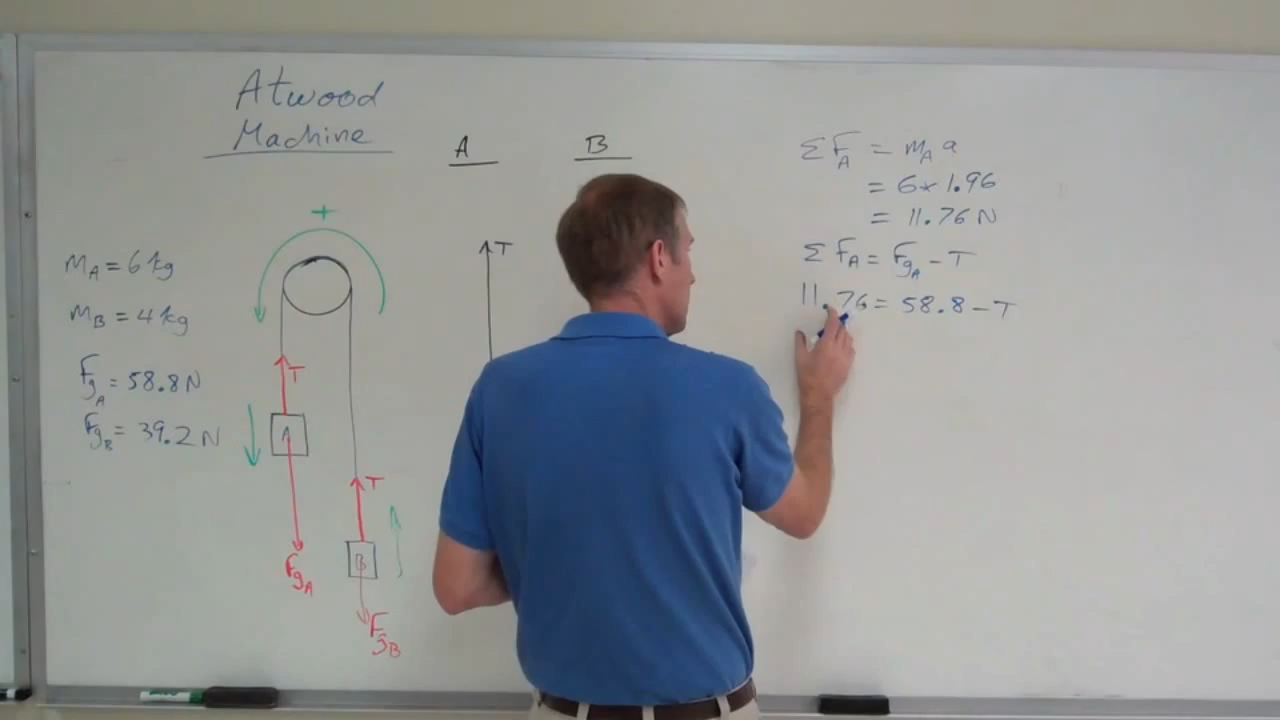 Atwood
Machine
m_A = 6 kg
m_B = 4 kg
F_gA = 58.8 N
F_gB = 39.2 N
+
T
A
F_gA
T
B
F_gB
A
B
T
ΣF_A = m_A a
= 6 * 1.96
= 11.76 N
ΣF_A = F_gA - T
11.76 = 58.8 - T